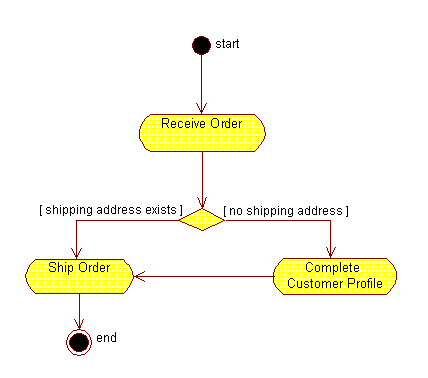 start
Receive Order
[ shipping address exists ]
[ no shipping address ]
Ship Order
Complete
Customer Profile
end